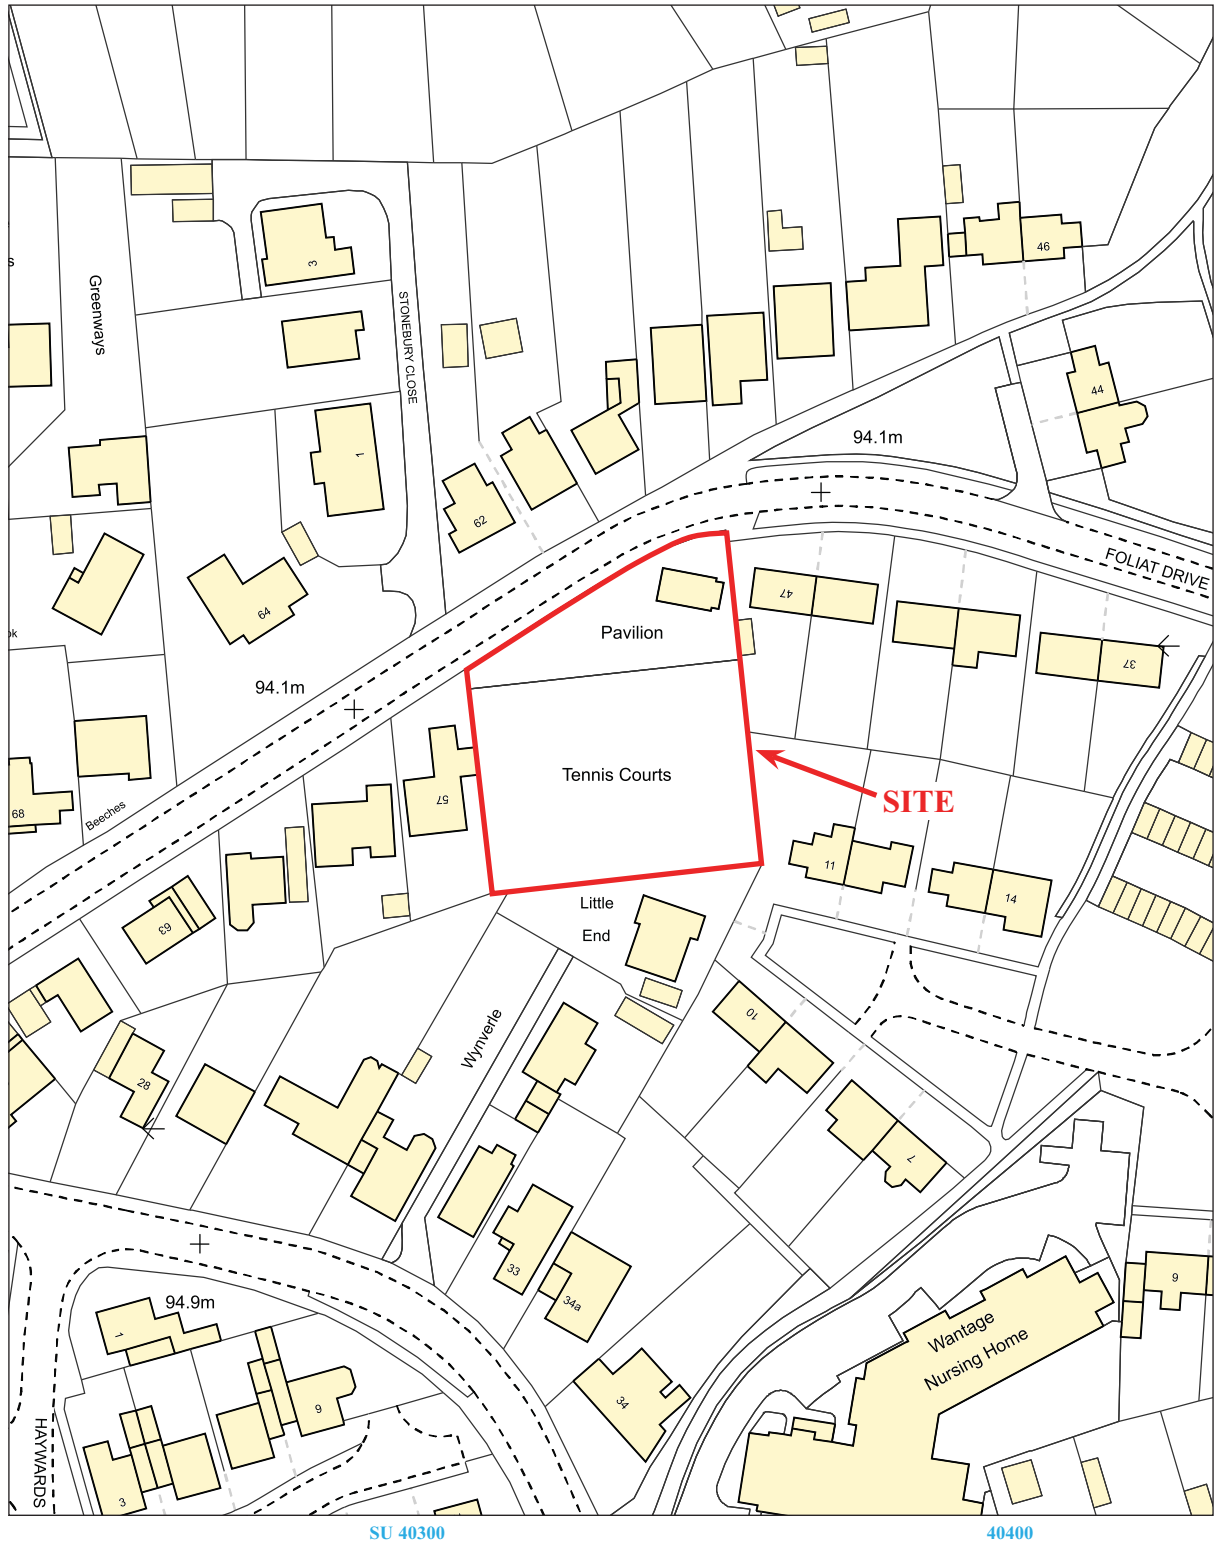 s
Greenways
3
STONEBURY CLOSE
46
44
94.1m
1
62
FOLIAT DRIVE
47
64
ok
Pavilion
37
94.1m
Tennis Courts
57
SITE
68
Beeches
11
14
Little
End
63
10
Wynverle
28
7
33
34a
9
94.9m
1
Wantage
Nursing Home
34
9
HAYWARDS
3
SU 40300
40400